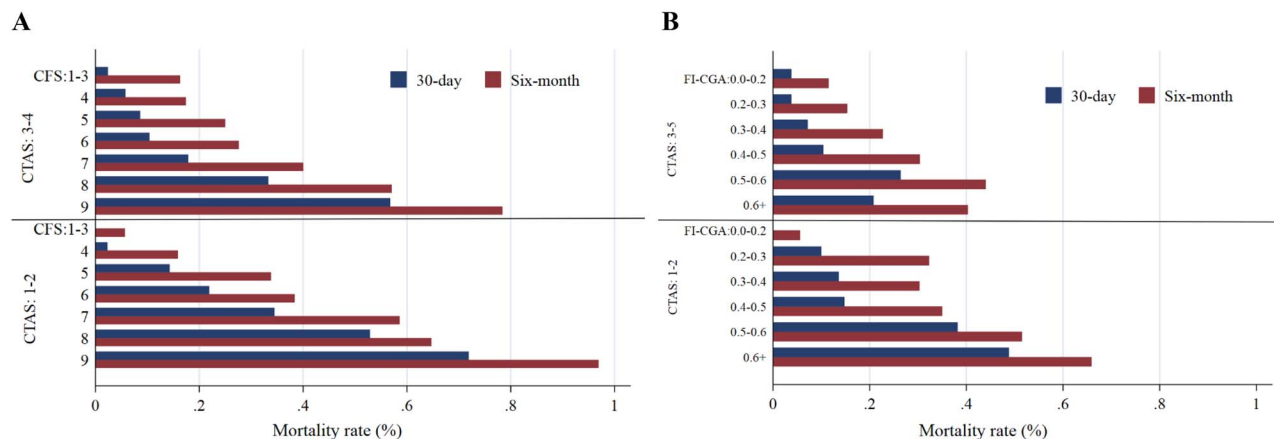 A
CFS:1-3
4
5
6
7
8
9
CTAS: 3-4
CFS:1-3
4
5
6
7
8
9
CTAS: 1-2
30-day
Six-month
0 .2 .4 .6 .8 1
Mortality rate (%)
B
FI-CGA:0.0-0.2
0.2-0.3
0.3-0.4
0.4-0.5
0.5-0.6
0.6+
CTAS: 3-5
FI-CGA:0.0-0.2
0.2-0.3
0.3-0.4
0.4-0.5
0.5-0.6
0.6+
CTAS: 1-2
30-day
Six-month
0 .2 .4 .6 .8 1
Mortality rate (%)